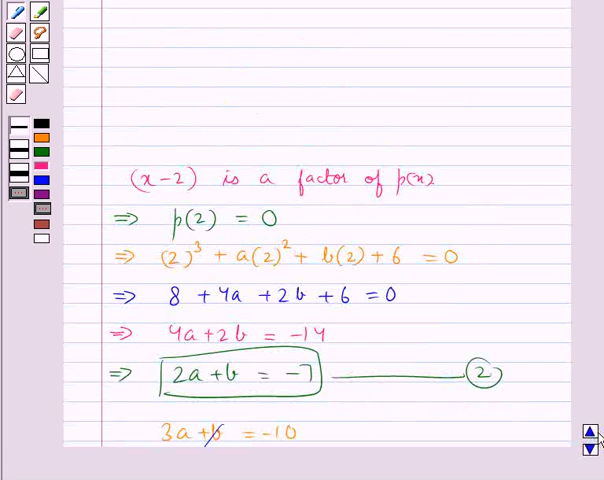 (x-2) is a factor of p(x)
⇒ p(2) = 0
⇒ (2)³ + a(2)² + b(2) + 6 = 0
⇒ 8 + 4a + 2b + 6 = 0
⇒ 4a + 2b = -14
⇒ 2a + b = -7 ——— ②
3a + b = -10